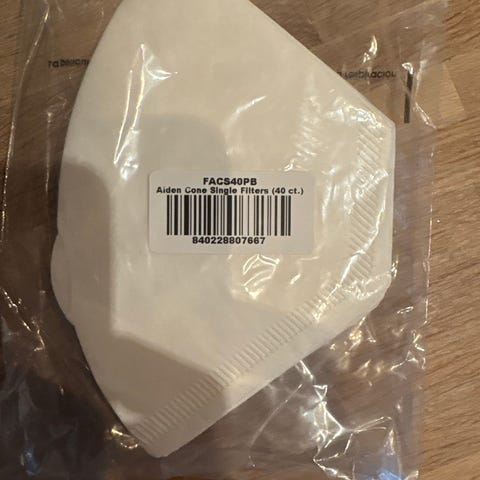 FACS40PB
Aiden Cone Single Filters (40 ct.)
840228807667